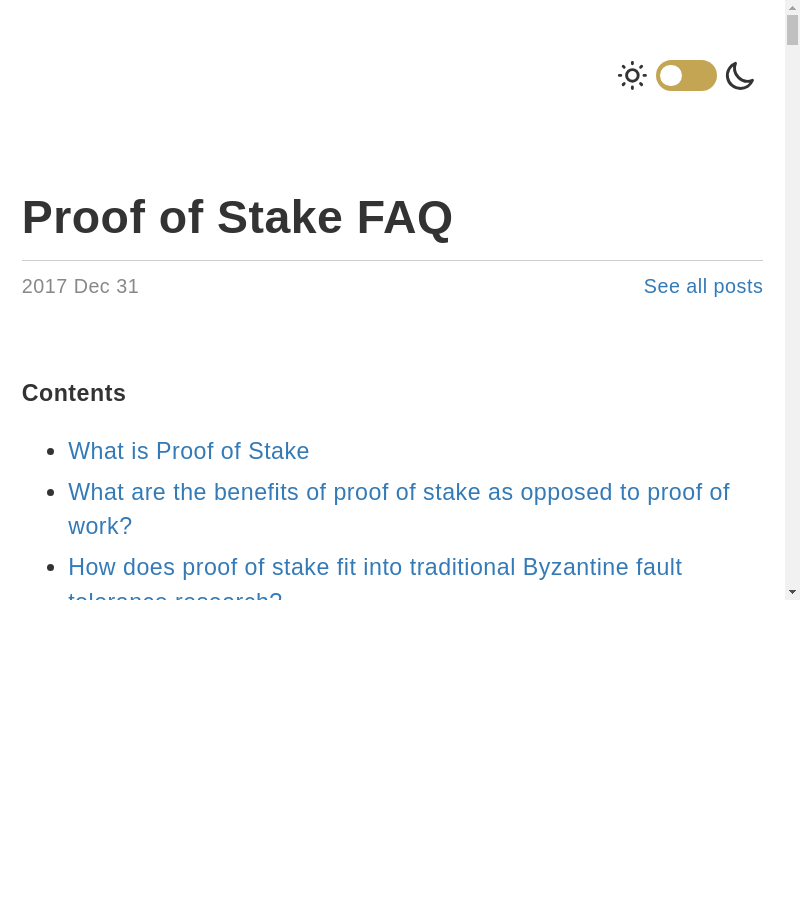 Proof of Stake FAQ
2017 Dec 31
See all posts
Contents
What is Proof of Stake
What are the benefits of proof of stake as opposed to proof of
work?
How does proof of stake fit into traditional Byzantine fault
tolerance research?